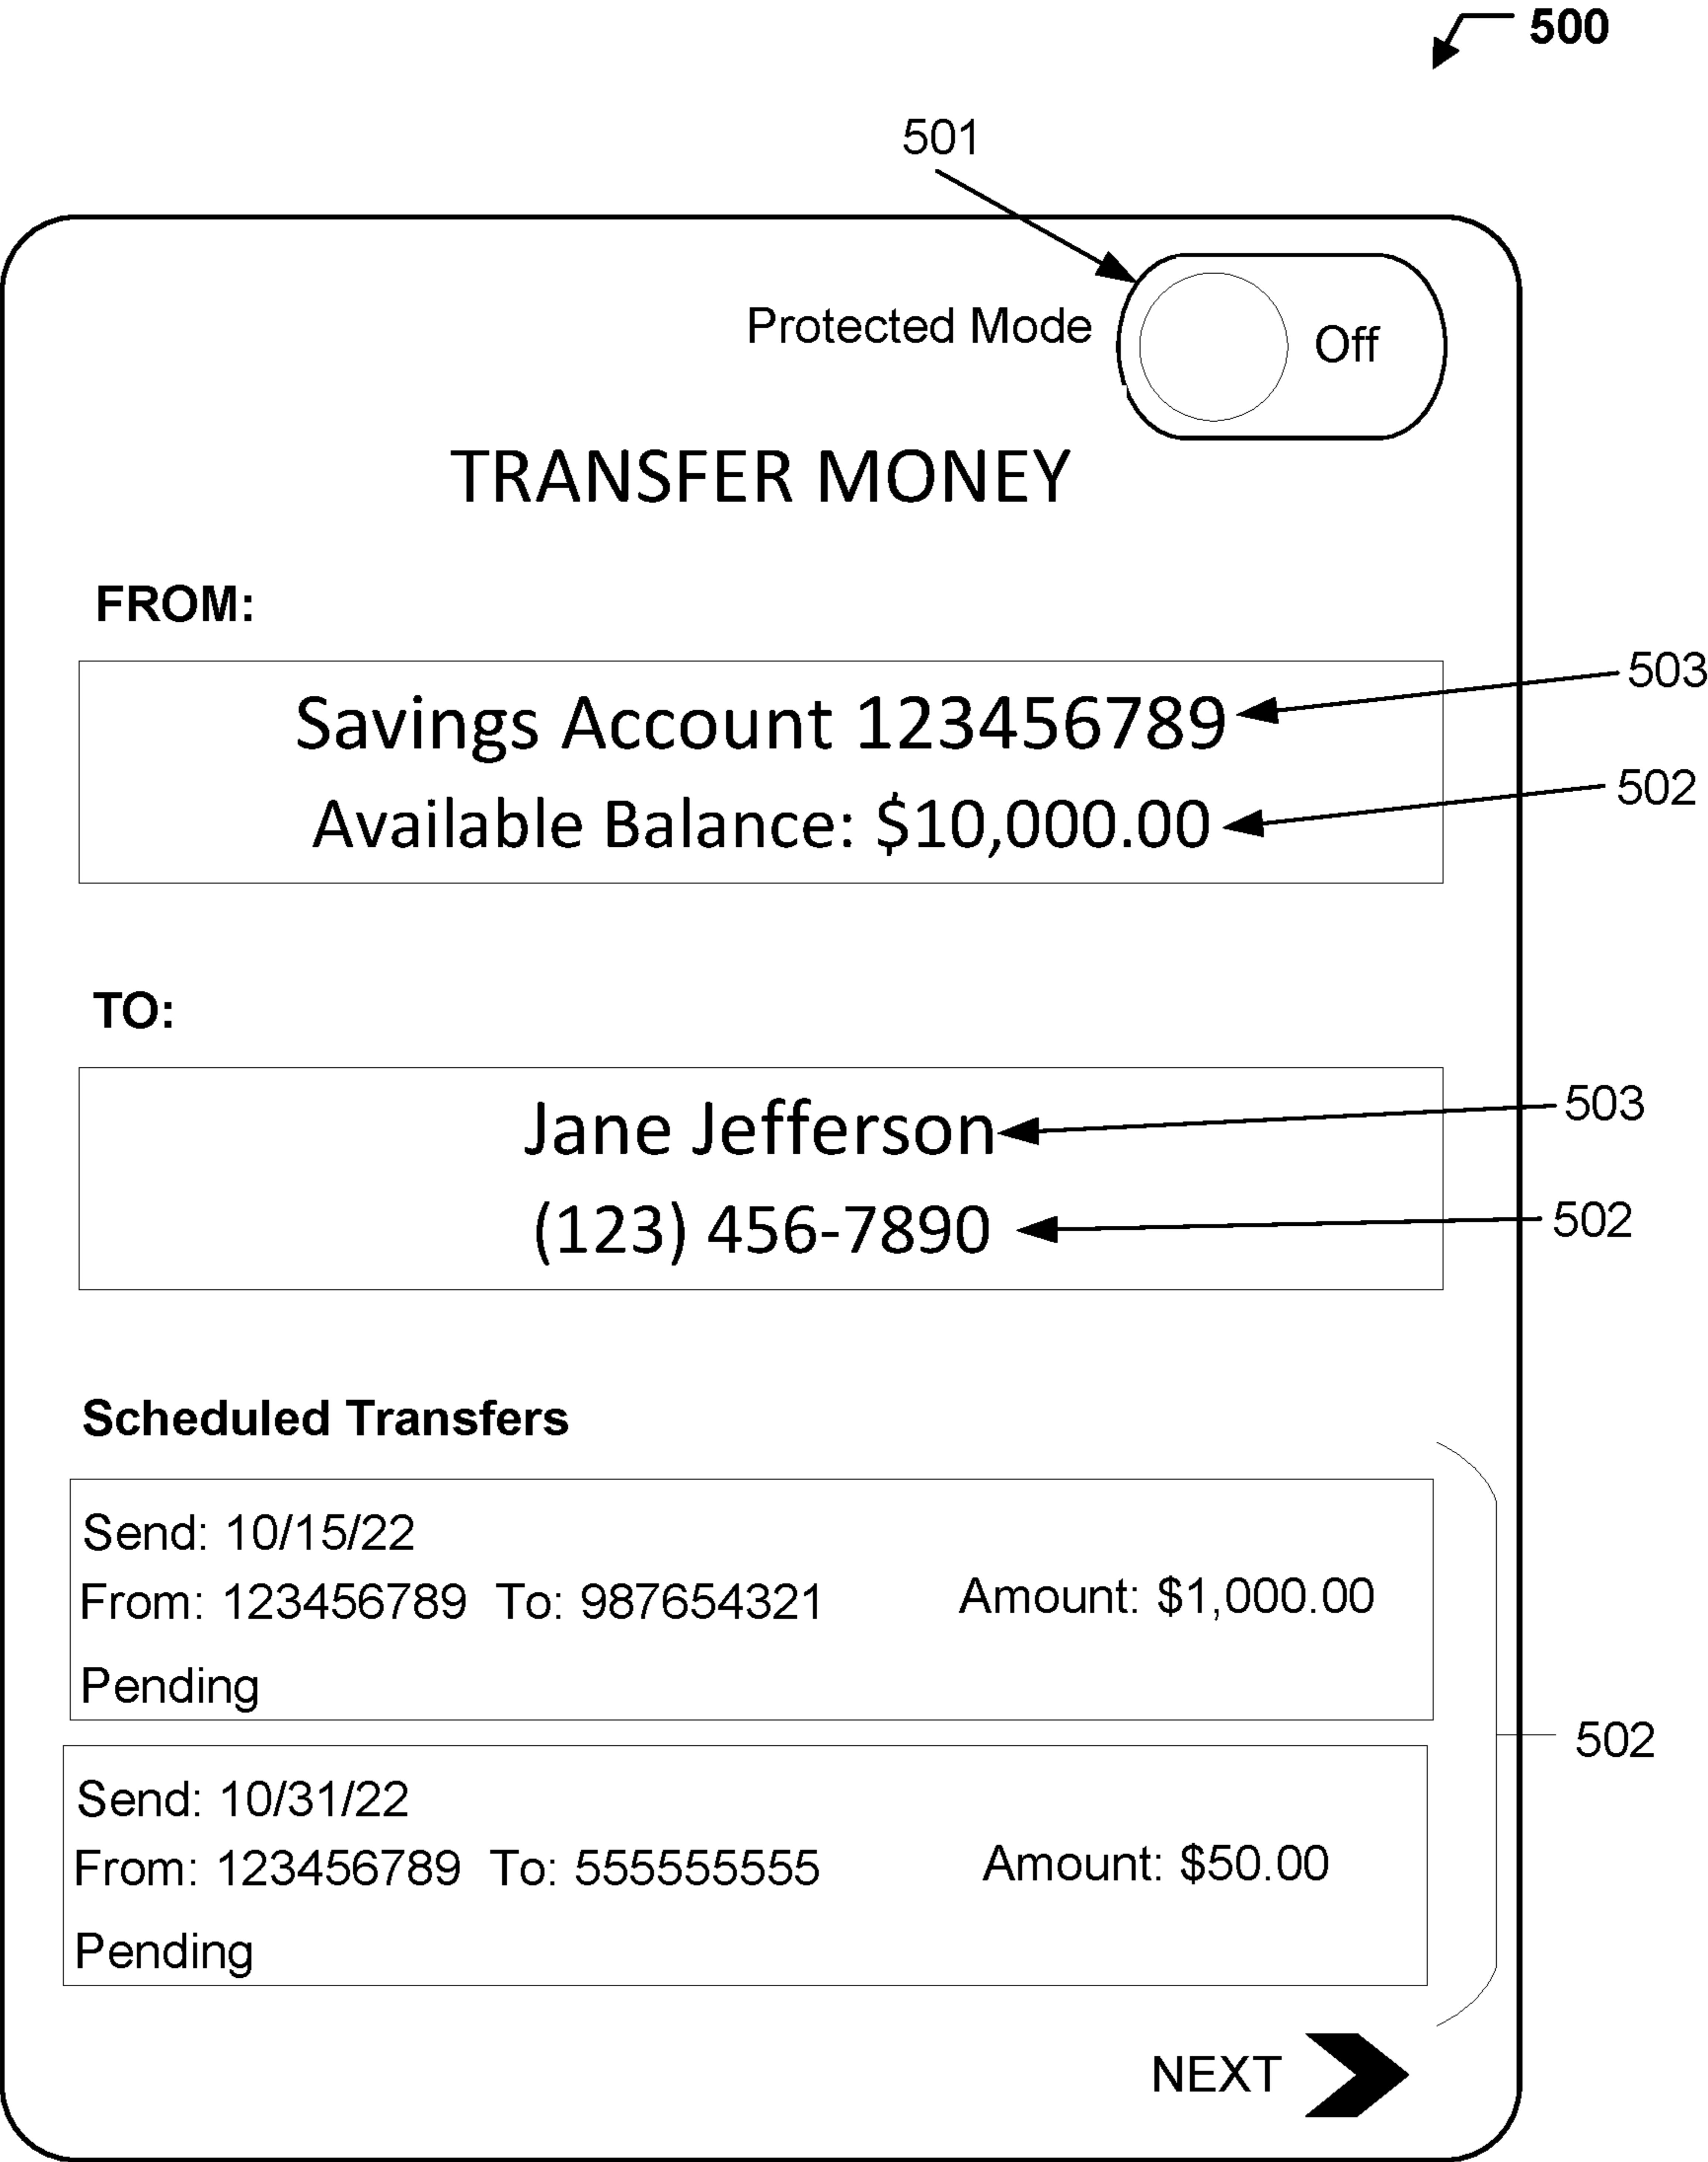 500
501
Protected Mode Off
TRANSFER MONEY
FROM:
Savings Account 123456789
503
Available Balance: $10,000.00
502
TO:
Jane Jefferson
503
(123) 456-7890
502
Scheduled Transfers
Send: 10/15/22
From: 123456789 To: 987654321 Amount: $1,000.00
Pending
502
Send: 10/31/22
From: 123456789 To: 555555555 Amount: $50.00
Pending
NEXT